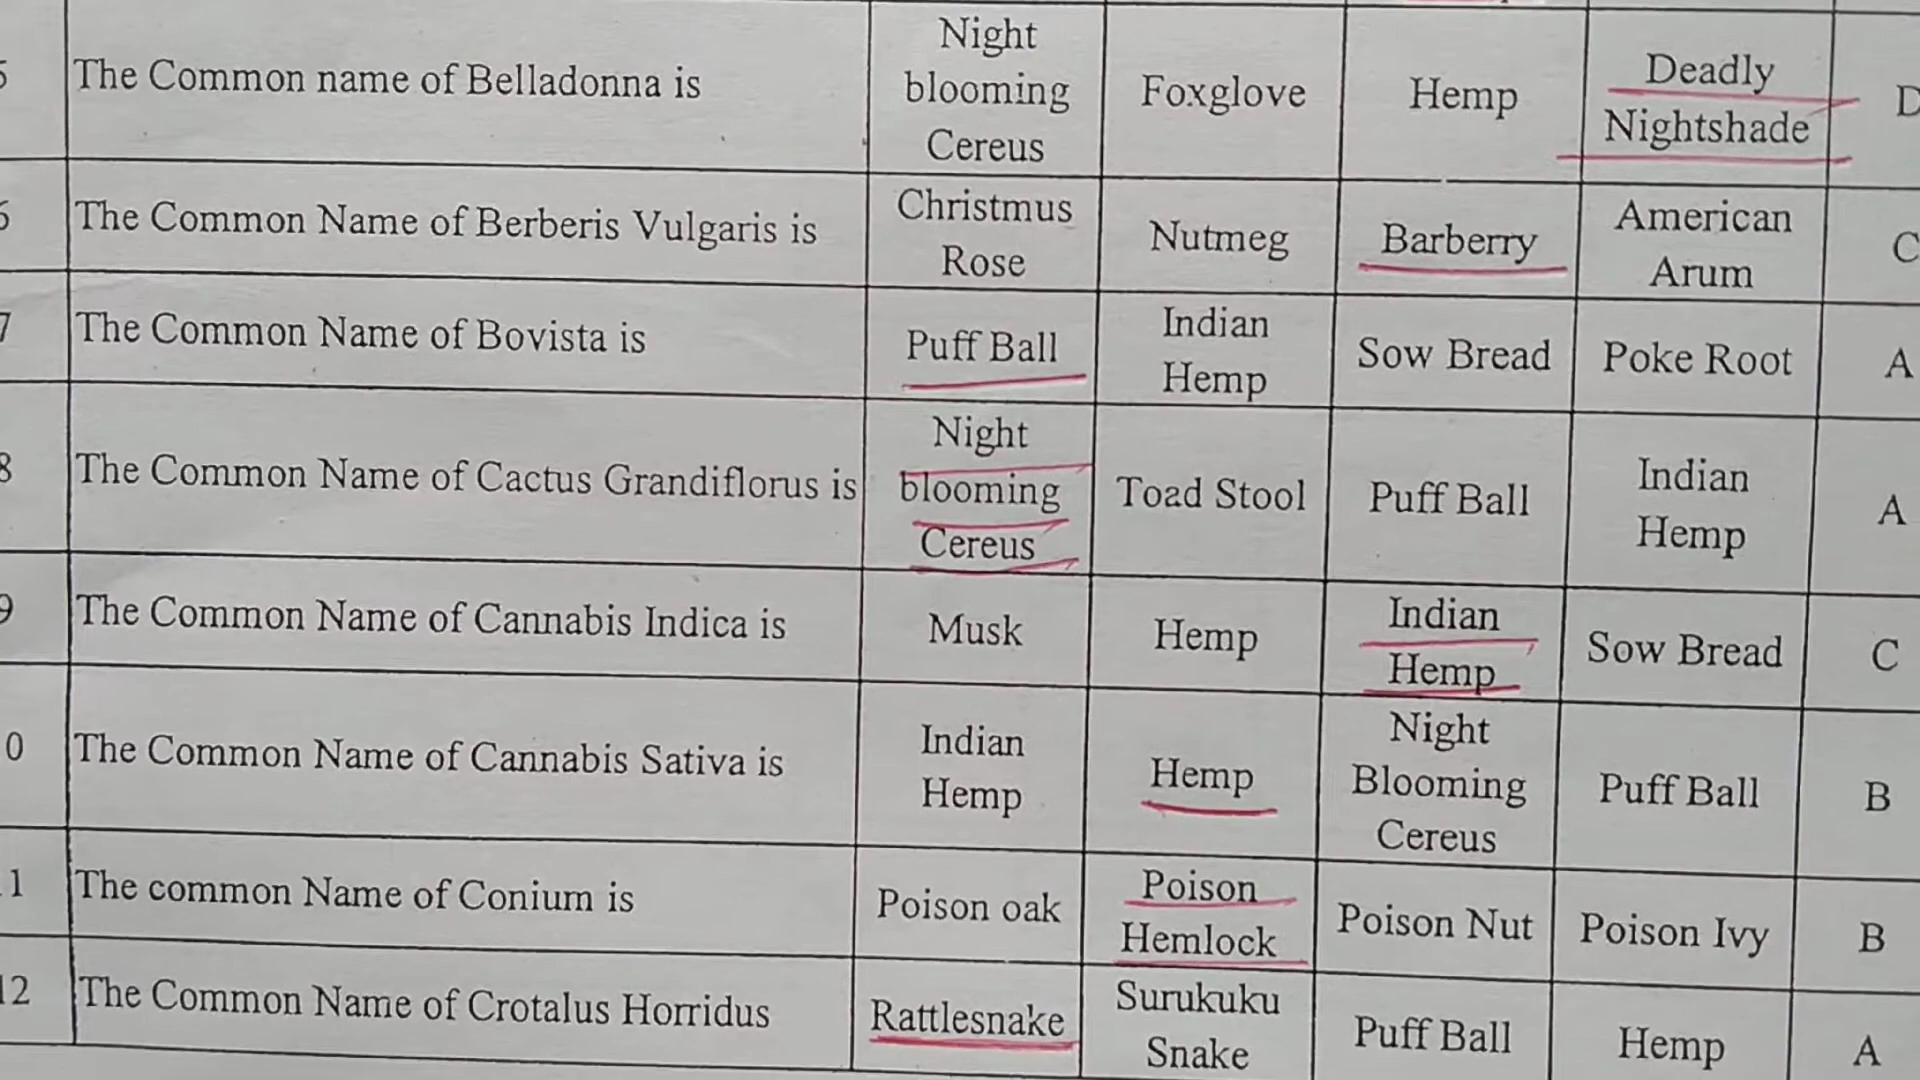 5 The Common name of Belladonna is Night blooming Cereus Foxglove Hemp Deadly Nightshade D
6 The Common Name of Berberis Vulgaris is Christmus Rose Nutmeg Barberry American Arum C
7 The Common Name of Bovista is Puff Ball Indian Hemp Sow Bread Poke Root A
8 The Common Name of Cactus Grandiflorus is Night blooming Cereus Toad Stool Puff Ball Indian Hemp A
9 The Common Name of Cannabis Indica is Musk Hemp Indian Hemp Sow Bread C
0 The Common Name of Cannabis Sativa is Indian Hemp Hemp Night Blooming Cereus Puff Ball B
1 The common Name of Conium is Poison oak Poison Hemlock Poison Nut Poison Ivy B
12 The Common Name of Crotalus Horridus Rattlesnake Surukuku Snake Puff Ball Hemp A